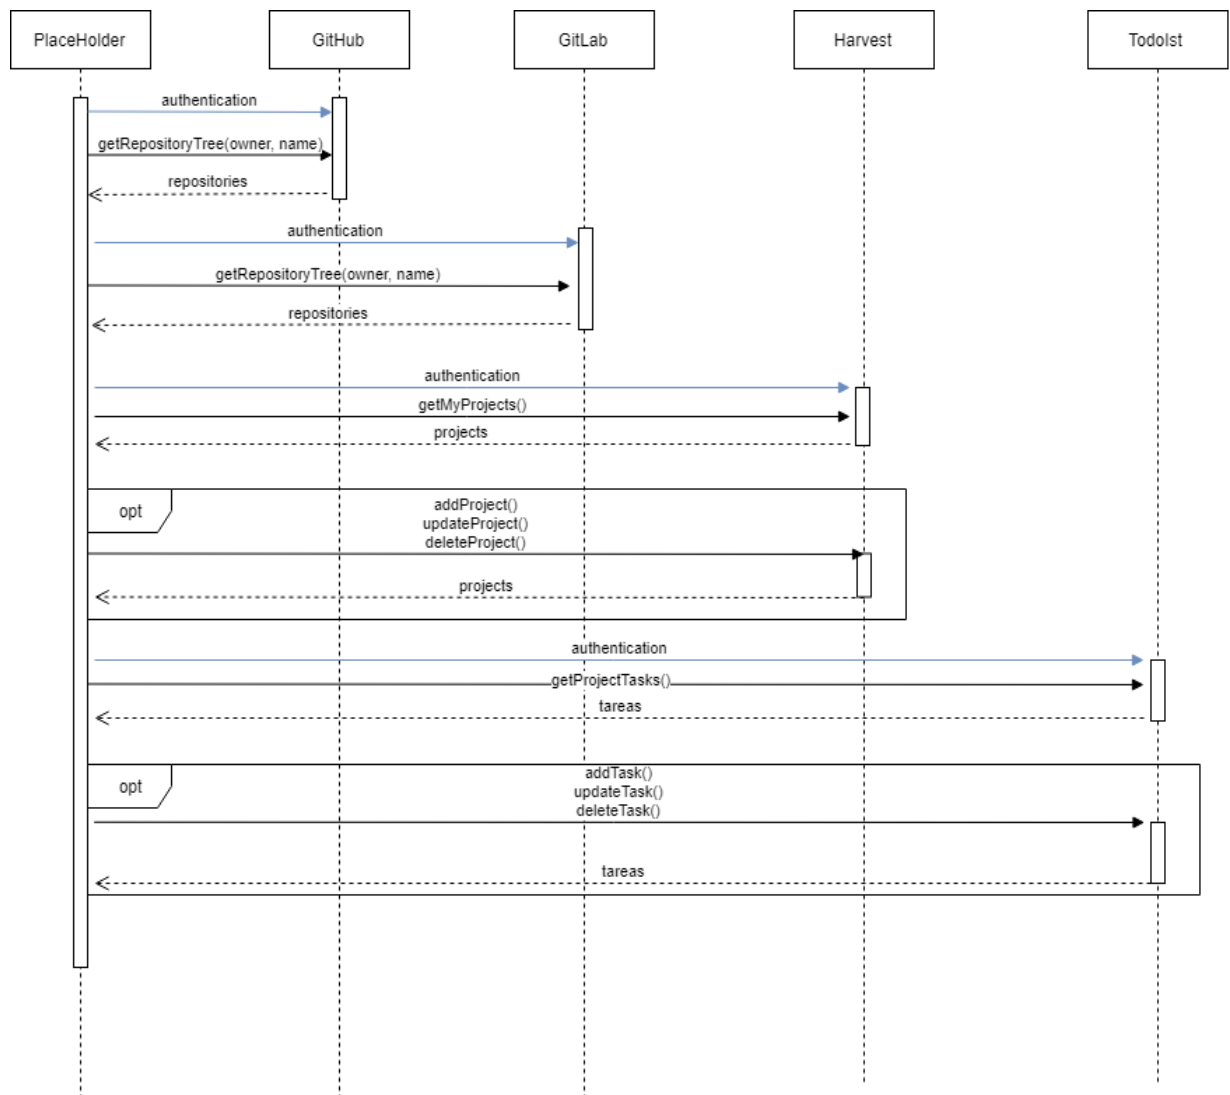 PlaceHolder
GitHub
GitLab
Harvest
TodoIst
authentication
getRepositoryTree(owner, name)
repositories
authentication
getRepositoryTree(owner, name)
repositories
authentication
getMyProjects()
projects
opt
addProject()
updateProject()
deleteProject()
projects
authentication
getProjectTasks()
tareas
opt
addTask()
updateTask()
deleteTask()
tareas